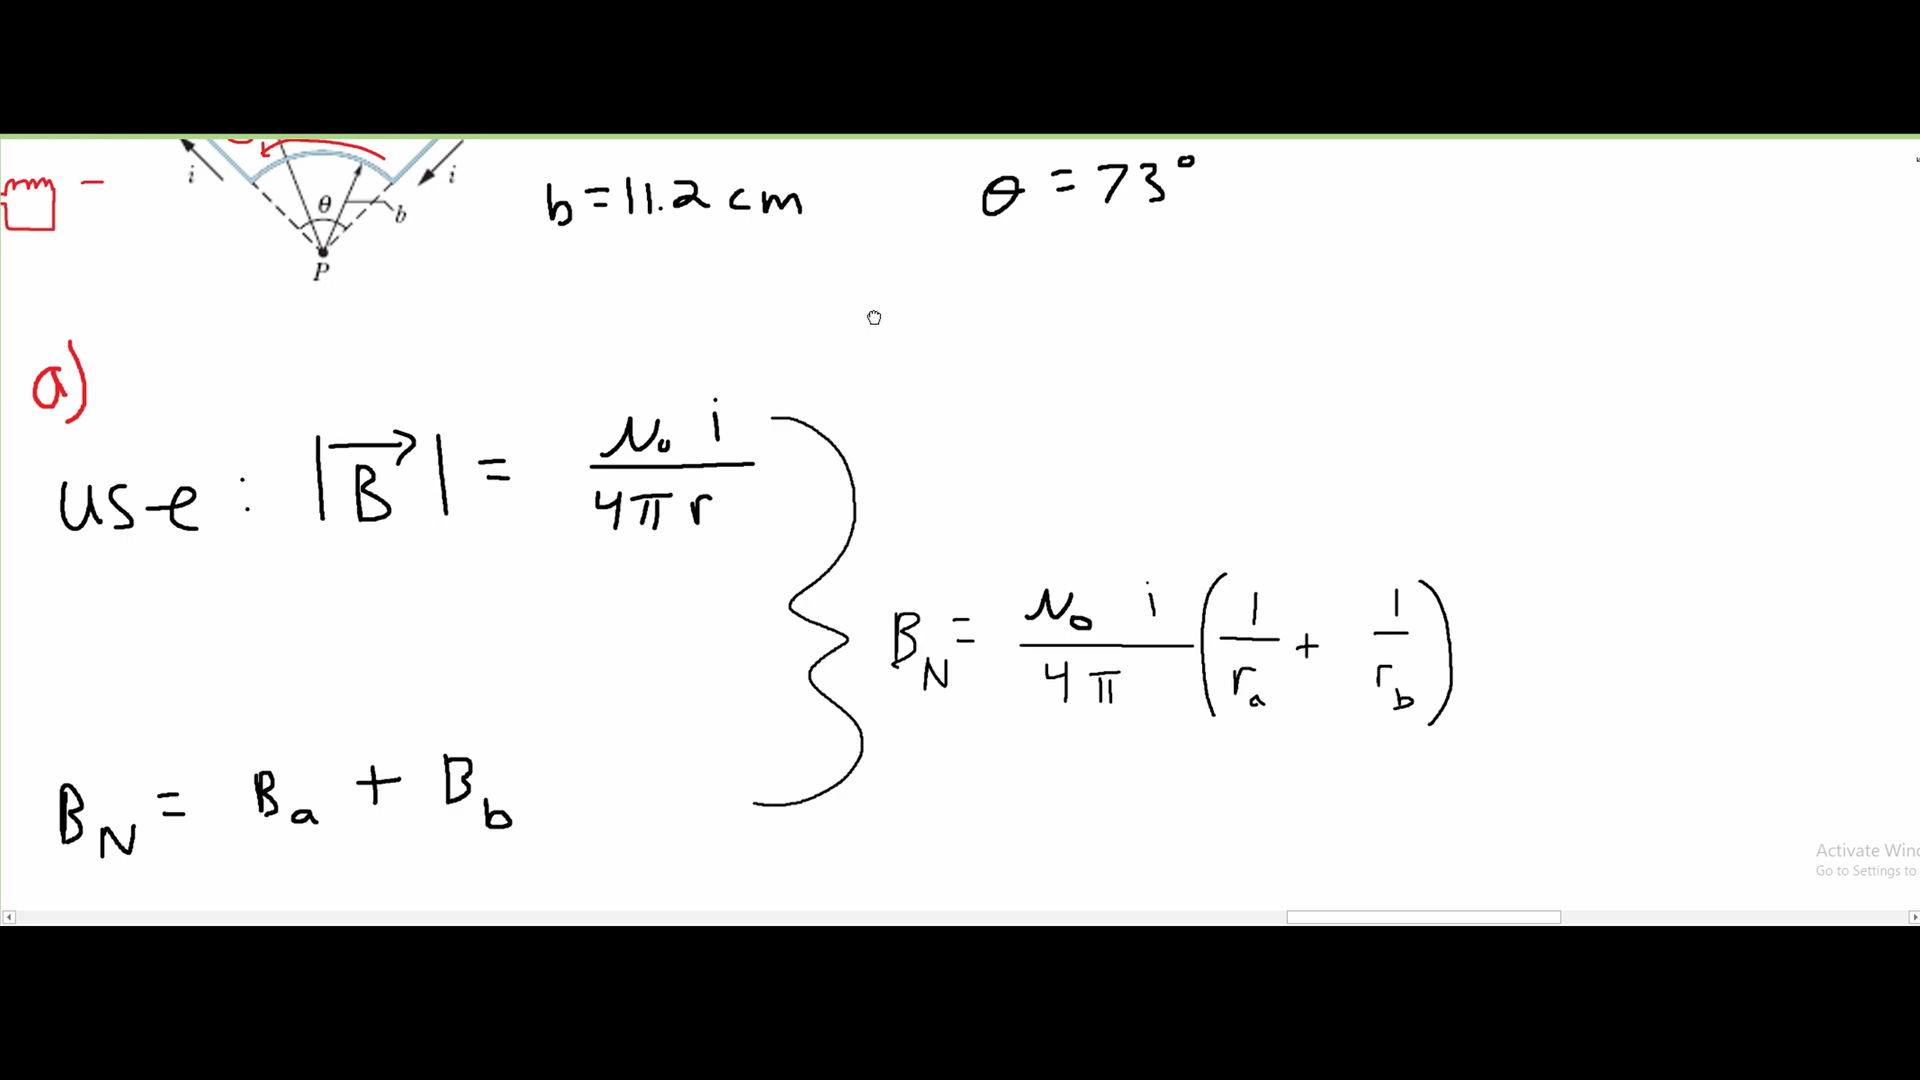 i
i
θ
b
P
b = 11.2 cm
θ = 73°
a)
use : |B⃗| = μ₀ i / 4π r
B_N = μ₀ i / 4π (1/r_a + 1/r_b)
B_N = B_a + B_b
Activate Wind
Go to Settings to